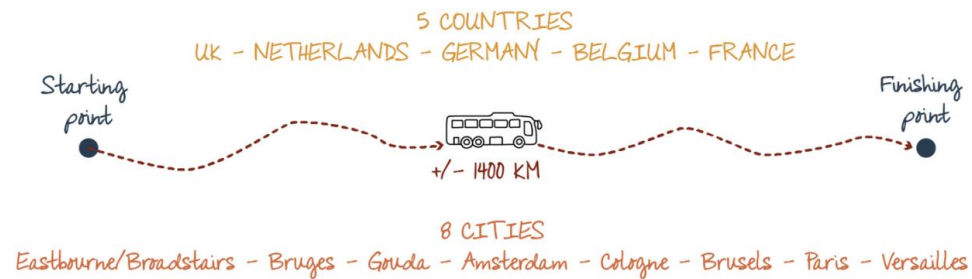 5 COUNTRIES
UK - NETHERLANDS - GERMANY - BELGIUM - FRANCE
Starting
point
Finishing
point
+/- 1400 KM
8 CITIES
Eastbourne/Broadstairs - Bruges - Gouda - Amsterdam - Cologne - Brussels - Paris - Versailles